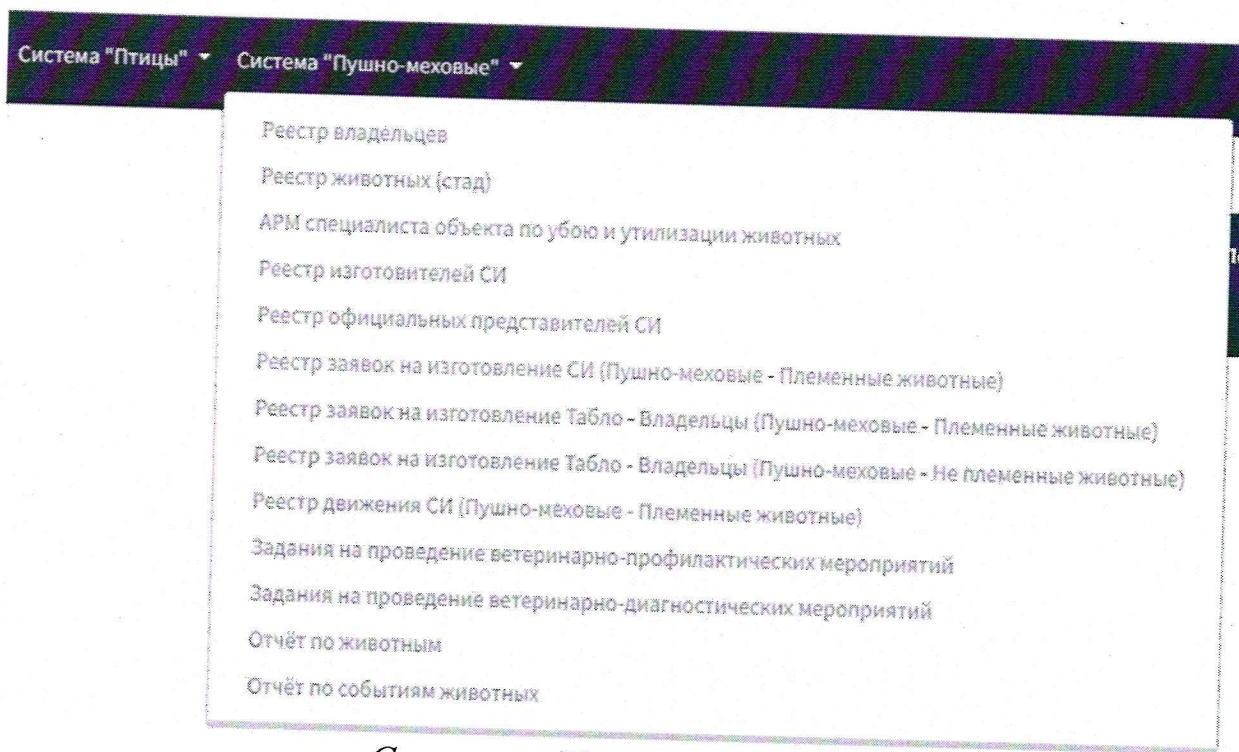 Система "Птицы" Система "Пушно-меховые"
Реестр владельцев
Реестр животных (стад)
АРМ специалиста объекта по убою и утилизации животных
Реестр изготовителей СИ
Реестр официальных представителей СИ
Реестр заявок на изготовление СИ (Пушно-меховые - Племенные животные)
Реестр заявок на изготовление Табло - Владельцы (Пушно-меховые - Племенные животные)
Реестр заявок на изготовление Табло - Владельцы (Пушно-меховые - Не племенные животные)
Реестр движения СИ (Пушно-меховые - Племенные животные)
Задания на проведение ветеринарно-профилактических мероприятий
Задания на проведение ветеринарно-диагностических мероприятий
Отчёт по животным
Отчёт по событиям животных